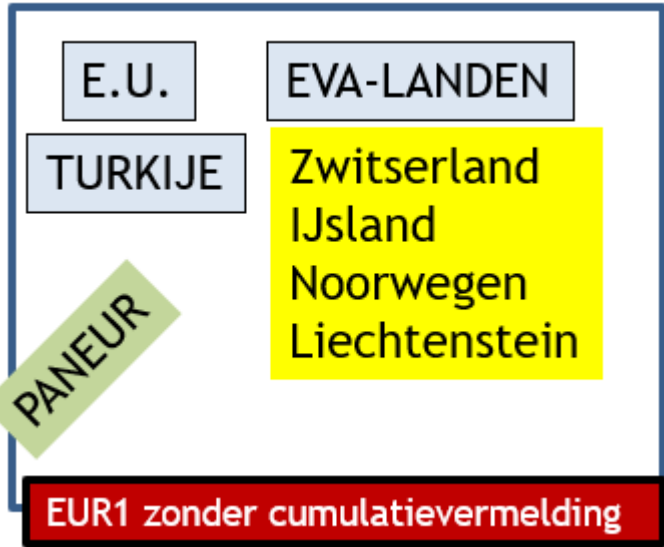 E.U.
EVA-LANDEN
TURKIJE
Zwitserland
IJsland
Noorwegen
Liechtenstein
PANEUR
EUR1 zonder cumulatievermelding